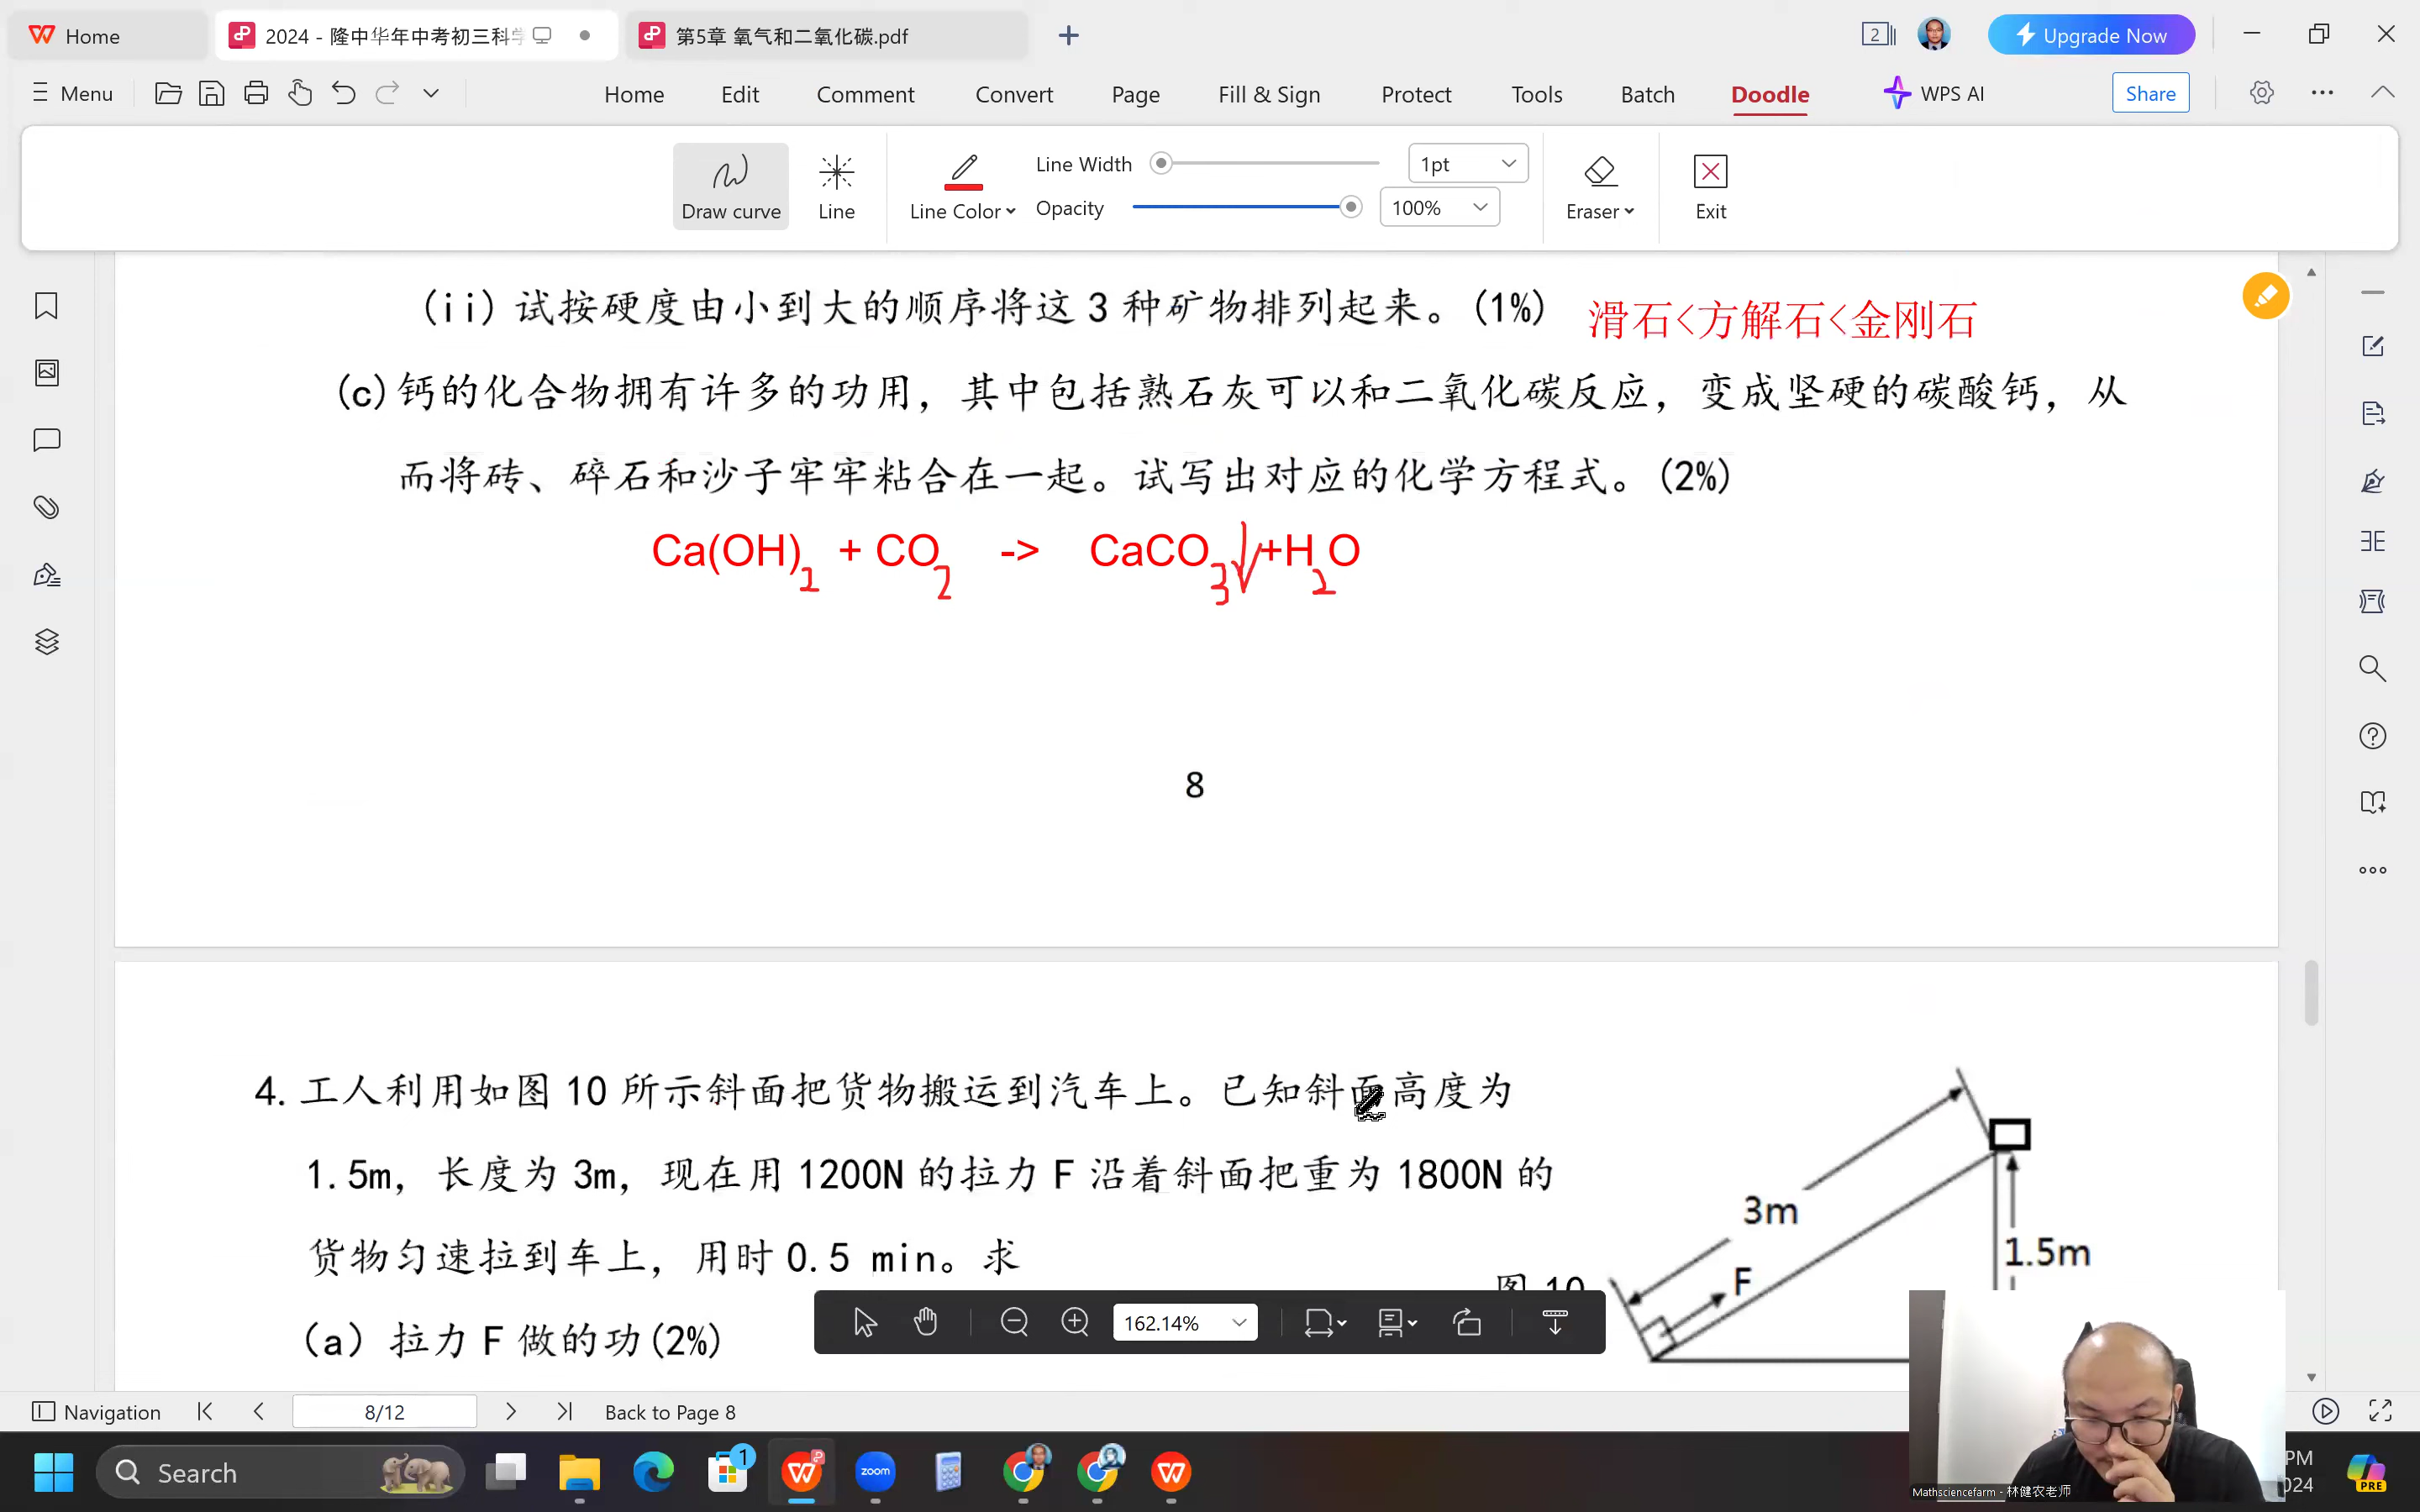 Home
2024 - 隆中华年中考初三科学
第5章 氧气和二氧化碳.pdf
2
Upgrade Now
Menu
Home
Edit
Comment
Convert
Page
Fill & Sign
Protect
Tools
Batch
Doodle
WPS AI
Share
Draw curve
Line
Line Color
Line Width
1pt
Opacity
100%
Eraser
Exit
(ii) 试按硬度由小到大的顺序将这 3 种矿物排列起来。(1%) 滑石<方解石<金刚石
(c) 钙的化合物拥有许多的功用，其中包括熟石灰可以和二氧化碳反应，变成坚硬的碳酸钙，从
而将砖、碎石和沙子牢牢粘合在一起。试写出对应的化学方程式。(2%)
Ca(OH)2 + CO2 -> CaCO3↓+H2O
8
4. 工人利用如图 10 所示斜面把货物搬运到汽车上。已知斜面高度为
1.5m，长度为 3m，现在用 1200N 的拉力 F 沿着斜面把重为 1800N 的
货物匀速拉到车上，用时 0.5 min。求
(a) 拉力 F 做的功(2%)
图 10
3m
F
1.5m
162.14%
Navigation
8/12
Back to Page 8
Search
1
zoom
PM
024
PRE
Mathsciencefarm - 林健农老师